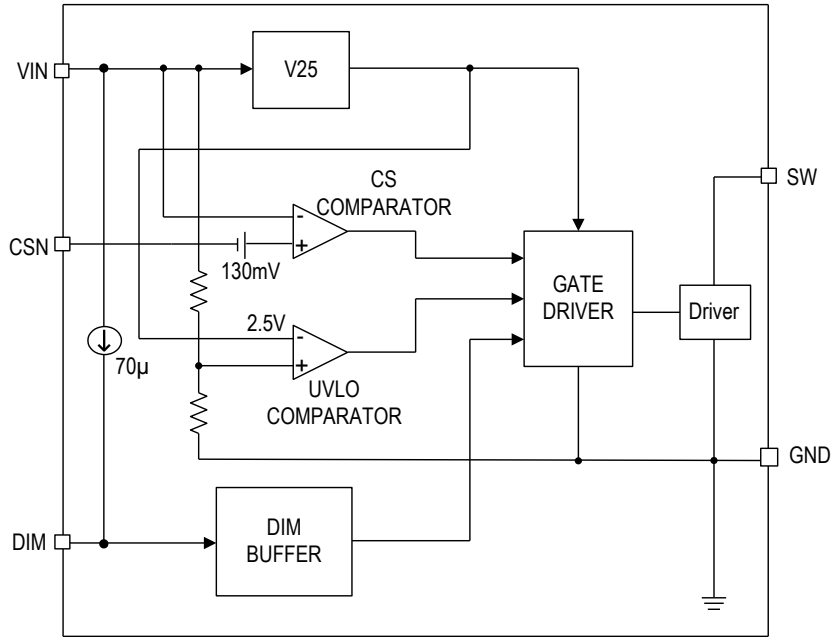 VIN
V25
CS
COMPARATOR
SW
-
+
CSN
130mV
GATE
DRIVER
Driver
2.5V
-
+
70µ
UVLO
COMPARATOR
GND
DIM
DIM
BUFFER